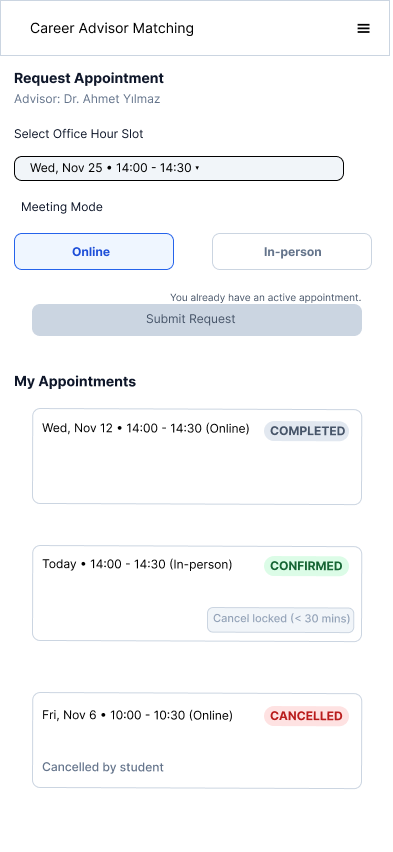 Career Advisor Matching
Request Appointment
Advisor: Dr. Ahmet Yılmaz
Select Office Hour Slot
Wed, Nov 25 • 14:00 - 14:30
Meeting Mode
Online
In-person
You already have an active appointment.
Submit Request
My Appointments
Wed, Nov 12 • 14:00 - 14:30 (Online) COMPLETED
Today • 14:00 - 14:30 (In-person) CONFIRMED
Cancel locked (< 30 mins)
Fri, Nov 6 • 10:00 - 10:30 (Online) CANCELLED
Cancelled by student